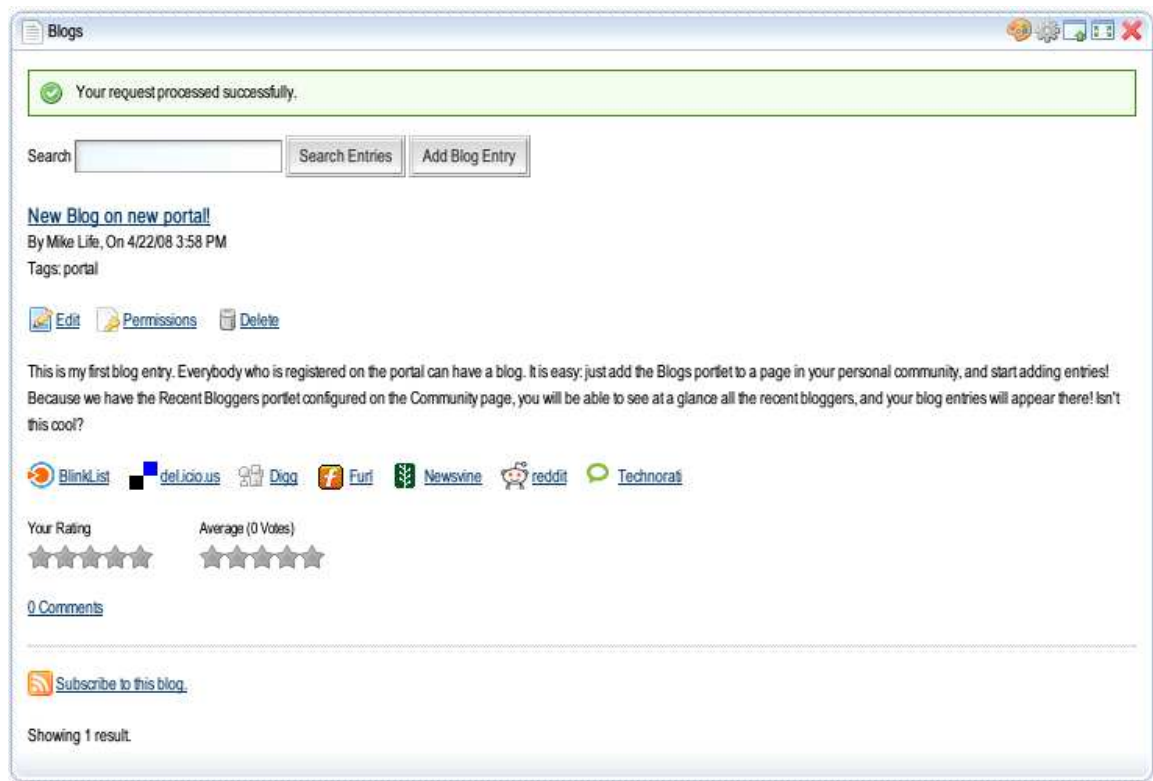 Blogs
Your request processed successfully.
Search Search Entries Add Blog Entry
New Blog on new portal!
By Mike Life, On 4/22/08 3:58 PM
Tags: portal
Edit Permissions Delete
This is my first blog entry. Everybody who is registered on the portal can have a blog. It is easy: just add the Blogs portlet to a page in your personal community, and start adding entries!
Because we have the Recent Bloggers portlet configured on the Community page, you will be able to see at a glance all the recent bloggers, and your blog entries will appear there! Isn't
this cool?
BlinkList del.icio.us Digg Furl Newsvine reddit Technorati
Your Rating Average (0 Votes)
0 Comments
Subscribe to this blog.
Showing 1 result.